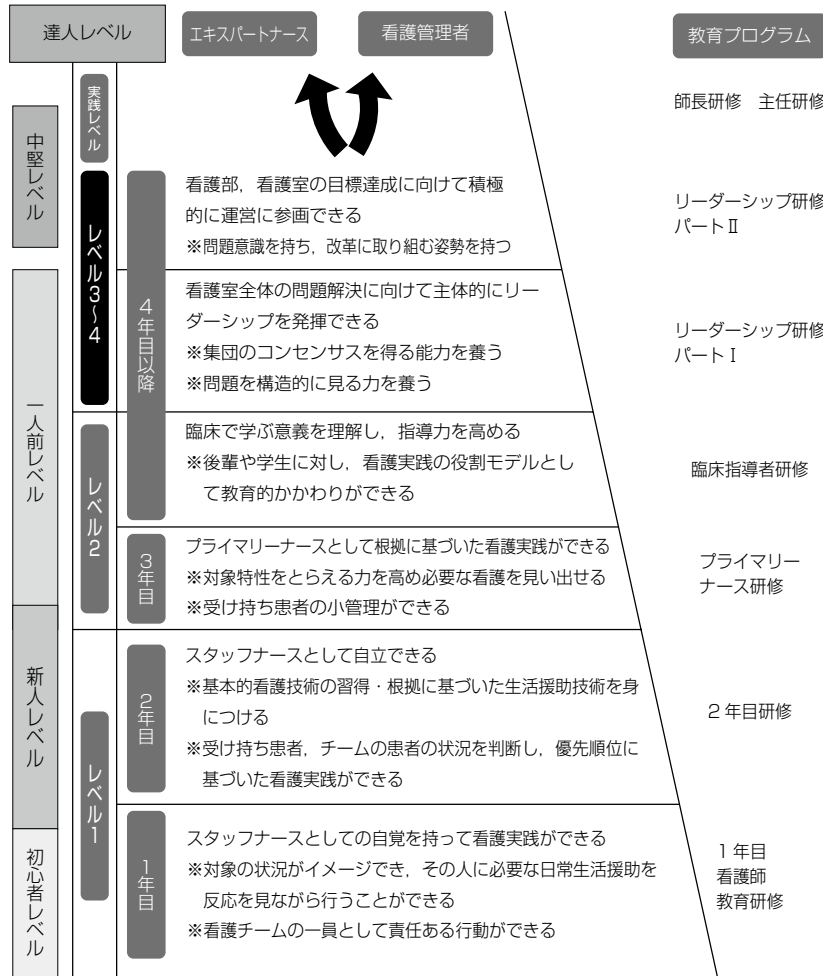 達人レベル
エキスパートナース
看護管理者
教育プログラム
実践レベル
師長研修 主任研修
中堅レベル
レベル3~4
4年目以降
看護部，看護室の目標達成に向けて積極
的に運営に参画できる
※問題意識を持ち，改革に取り組む姿勢を持つ
リーダーシップ研修
パートⅡ
看護室全体の問題解決に向けて主体的にリー
ダーシップを発揮できる
※集団のコンセンサスを得る能力を養う
※問題を構造的に見る力を養う
リーダーシップ研修
パートⅠ
一人前レベル
レベル2
臨床で学ぶ意義を理解し，指導力を高める
※後輩や学生に対し，看護実践の役割モデルとし
て教育的かかわりができる
臨床指導者研修
3年目
プライマリーナースとして根拠に基づいた看護実践ができる
※対象特性をとらえる力を高め必要な看護を見い出せる
※受け持ち患者の小管理ができる
プライマリー
ナース研修
新人レベル
レベル1
2年目
スタッフナースとして自立できる
※基本的看護技術の習得・根拠に基づいた生活援助技術を身
につける
※受け持ち患者，チームの患者の状況を判断し，優先順位に
基づいた看護実践ができる
2年目研修
初心者レベル
1年目
スタッフナースとしての自覚を持って看護実践ができる
※対象の状況がイメージでき，その人に必要な日常生活援助を
反応を見ながら行うことができる
※看護チームの一員として責任ある行動ができる
1年目
看護師
教育研修